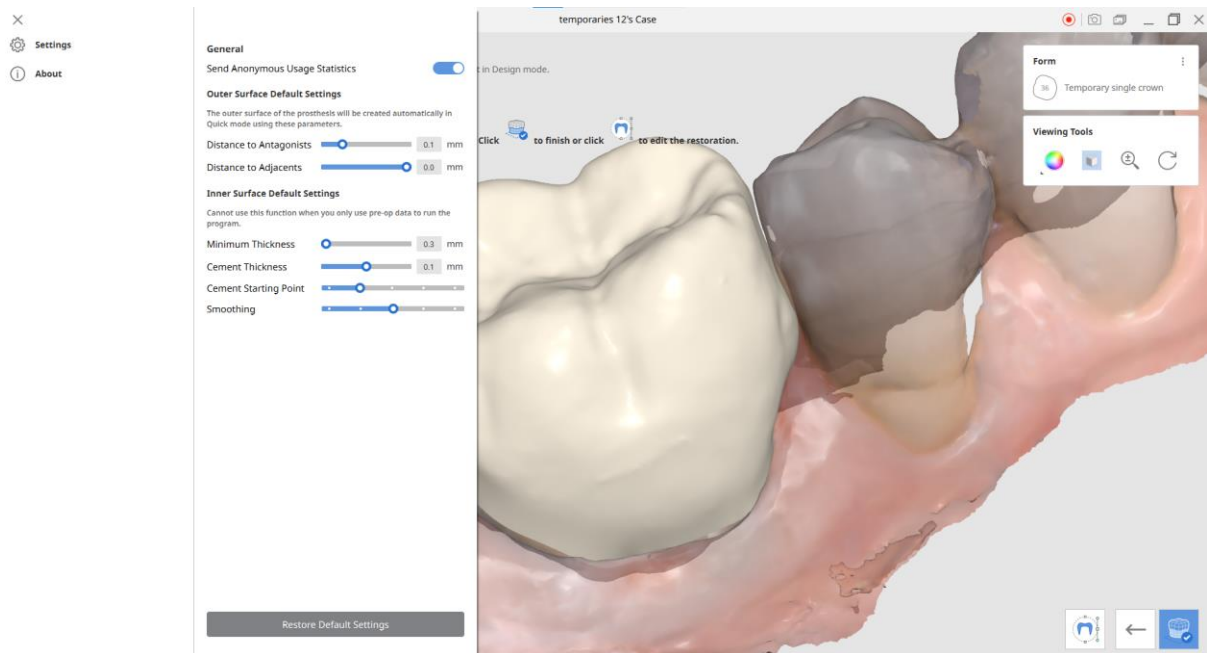 temporaries 12's Case
Settings
About
General
Send Anonymous Usage Statistics
Outer Surface Default Settings
The outer surface of the prosthesis will be created automatically in
Quick mode using these parameters.
Distance to Antagonists 0.1 mm
Distance to Adjacents 0.0 mm
Inner Surface Default Settings
Cannot use this function when you only use pre-op data to run the
program.
Minimum Thickness 0.3 mm
Cement Thickness 0.1 mm
Cement Starting Point
Smoothing
Restore Default Settings
t in Design mode.
Click to finish or click to edit the restoration.
Form
36 Temporary single crown
Viewing Tools